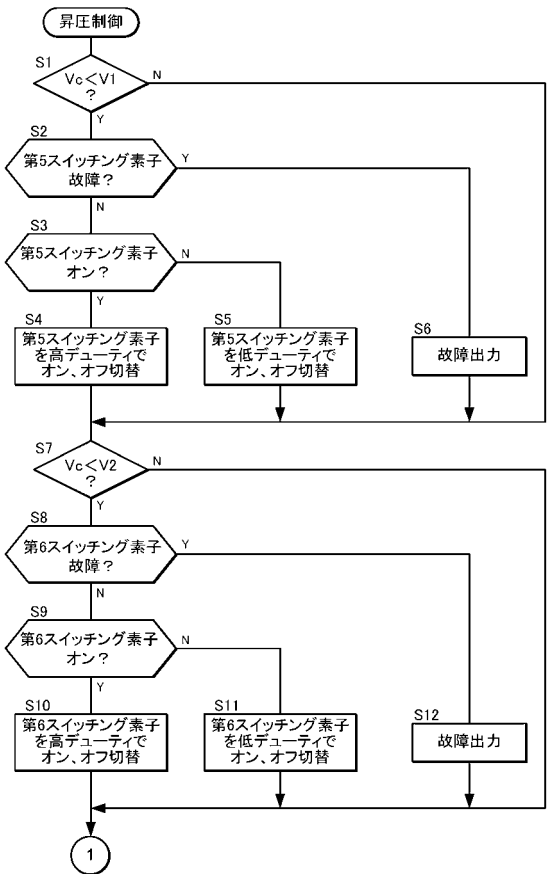 昇圧制御
S1
Vc<V1
?
N
Y
S2
第5スイッチング素子
故障?
Y
N
S3
第5スイッチング素子
オン?
N
Y
S4
第5スイッチング素子
を高デューティで
オン、オフ切替
S5
第5スイッチング素子
を低デューティで
オン、オフ切替
S6
故障出力
S7
Vc<V2
?
N
Y
S8
第6スイッチング素子
故障?
Y
N
S9
第6スイッチング素子
オン?
N
Y
S10
第6スイッチング素子
を高デューティで
オン、オフ切替
S11
第6スイッチング素子
を低デューティで
オン、オフ切替
S12
故障出力
1